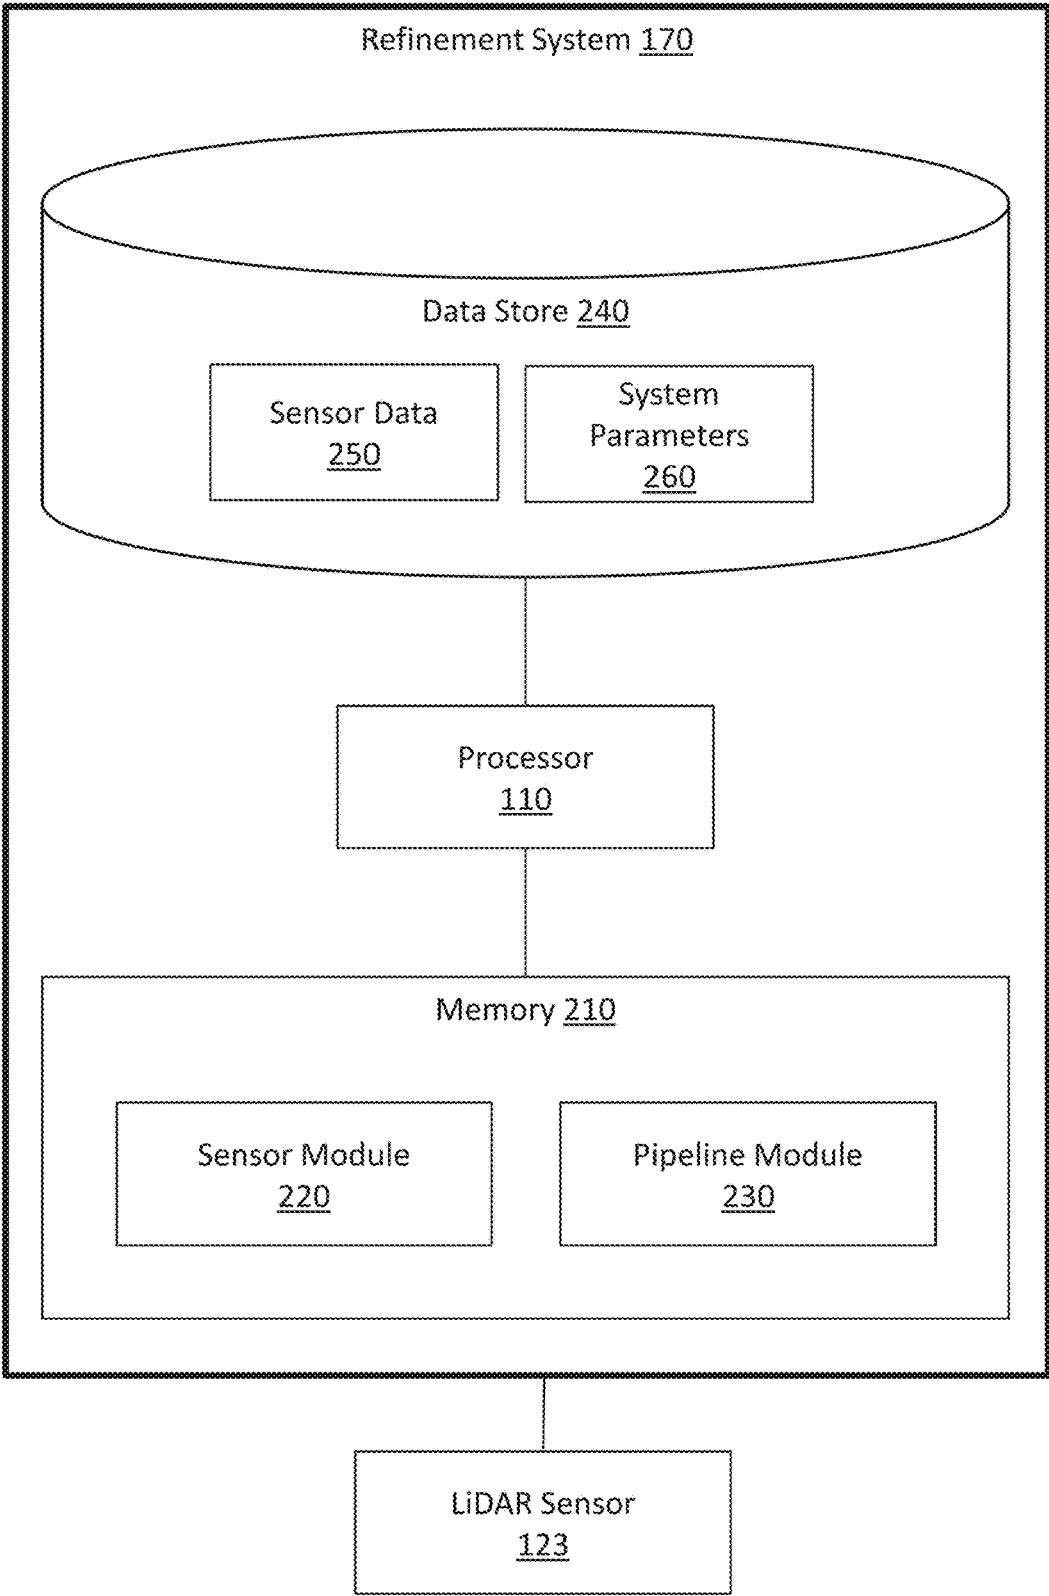 Refinement System 170
Data Store 240
Sensor Data
250
System
Parameters
260
Processor
110
Memory 210
Sensor Module
220
Pipeline Module
230
LiDAR Sensor
123